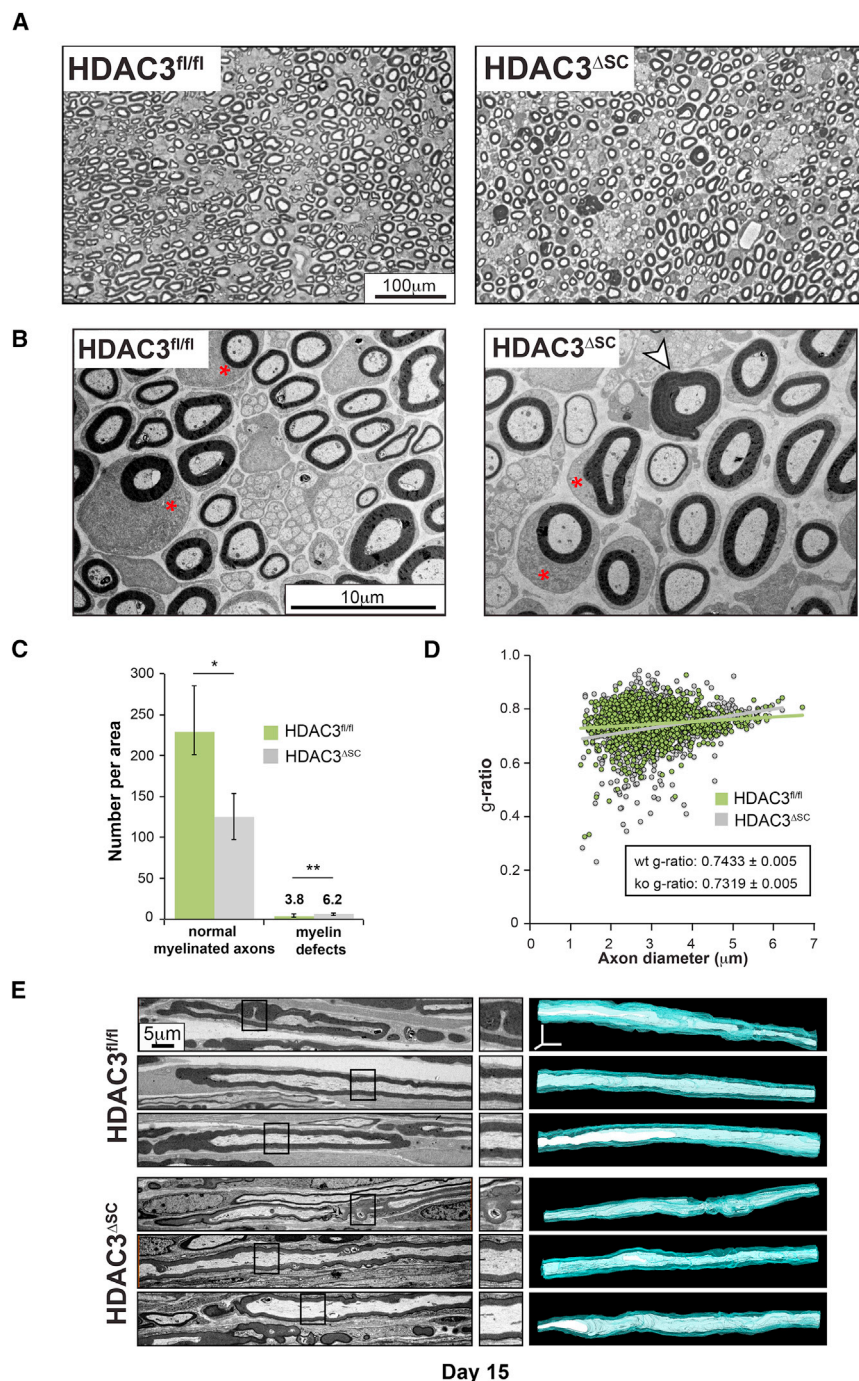 A
HDAC3fl/fl
HDAC3ΔSC
100μm
B
HDAC3fl/fl
HDAC3ΔSC
*
*
*
*
10μm
C
Number per area
300
250
200
150
100
50
0
*
**
3.8
6.2
HDAC3fl/fl
HDAC3ΔSC
normal
myelinated axons
myelin
defects
D
g-ratio
1.0
0.8
0.6
0.4
0.2
0
HDAC3fl/fl
HDAC3ΔSC
wt g-ratio: 0.7433 ± 0.005
ko g-ratio: 0.7319 ± 0.005
0 1 2 3 4 5 6 7
Axon diameter (μm)
E
HDAC3fl/fl
5μm
HDAC3ΔSC
Day 15